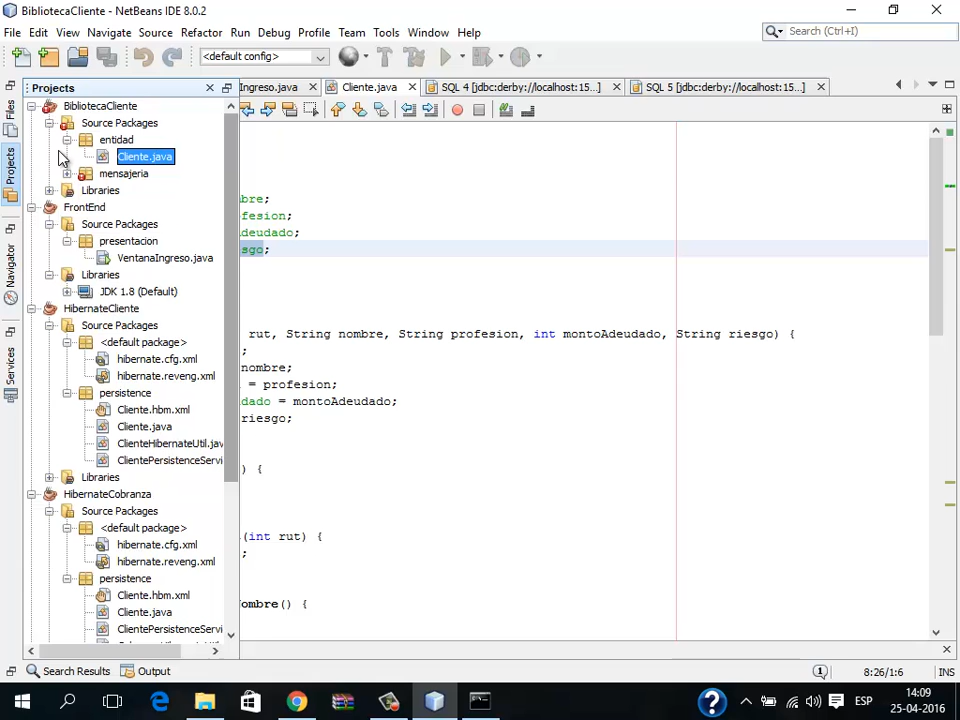 BibliotecaCliente - NetBeans IDE 8.0.2
File Edit View Navigate Source Refactor Run Debug Profile Team Tools Window Help
Search (Ctrl+I)
<default config>
Projects
Ingreso.java
Cliente.java
SQL 4 [jdbc:derby://localhost:15...]
SQL 5 [jdbc:derby://localhost:15...]
Files
Projects
Navigator
Services
BibliotecaCliente
Source Packages
entidad
Cliente.java
mensajeria
Libraries
FrontEnd
Source Packages
presentacion
VentanaIngreso.java
Libraries
JDK 1.8 (Default)
HibernateCliente
Source Packages
<default package>
hibernate.cfg.xml
hibernate.reveng.xml
persistence
Cliente.hbm.xml
Cliente.java
ClienteHibernateUtil.jav
ClientePersistenceServi
Libraries
HibernateCobranza
Source Packages
<default package>
hibernate.cfg.xml
hibernate.reveng.xml
persistence
Cliente.hbm.xml
Cliente.java
ClientePersistenceServi
bre;
fesion;
deudado;
sgo;
rut, String nombre, String profesion, int montoAdeudado, String riesgo) {
;
nombre;
= profesion;
dado = montoAdeudado;
riesgo;
) {
(int rut) {
;
ombre() {
Search Results
Output
1
8:26/1:6
INS
ESP
14:09
25-04-2016